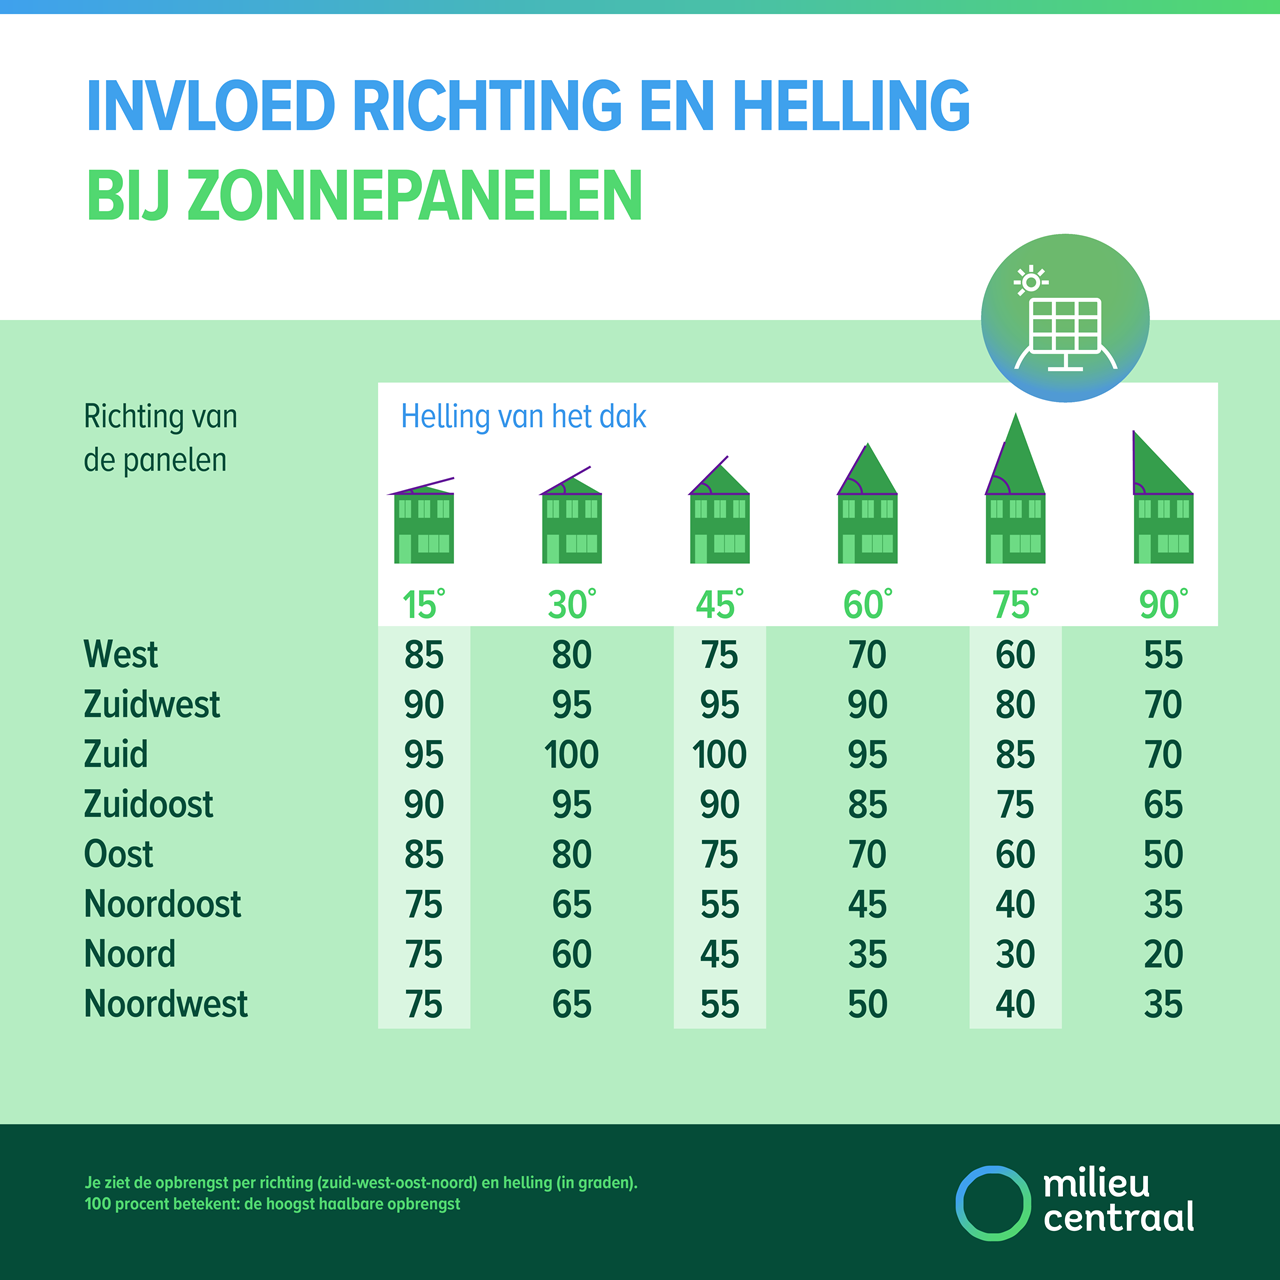 INVLOED RICHTING EN HELLING
BIJ ZONNEPANELEN
Richting van
de panelen
Helling van het dak
15° 30° 45° 60° 75° 90°
West 85 80 75 70 60 55
Zuidwest 90 95 95 90 80 70
Zuid 95 100 100 95 85 70
Zuidoost 90 95 90 85 75 65
Oost 85 80 75 70 60 50
Noordoost 75 65 55 45 40 35
Noord 75 60 45 35 30 20
Noordwest 75 65 55 50 40 35
Je ziet de opbrengst per richting (zuid-west-oost-noord) en helling (in graden).
100 procent betekent: de hoogst haalbare opbrengst
milieu
centraal